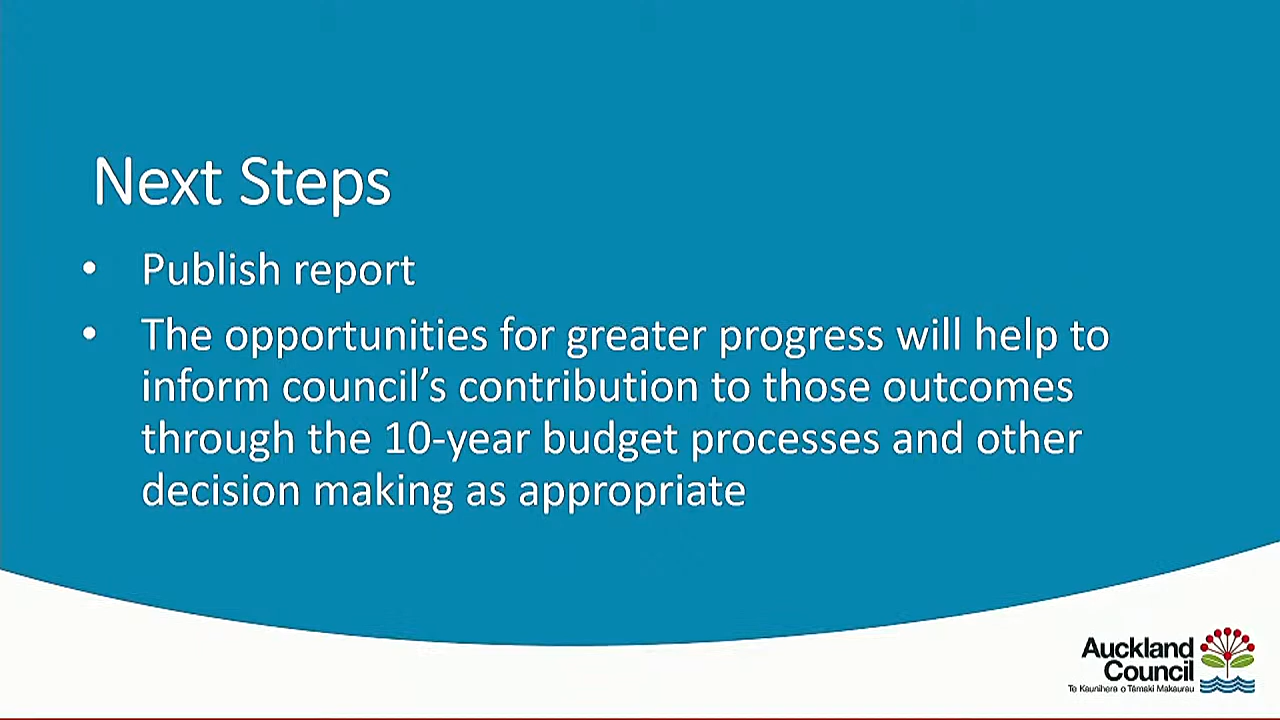 Next Steps
• Publish report
• The opportunities for greater progress will help to
inform council’s contribution to those outcomes
through the 10-year budget processes and other
decision making as appropriate
Auckland
Council
Te Kaunihera o Tāmaki Makaurau